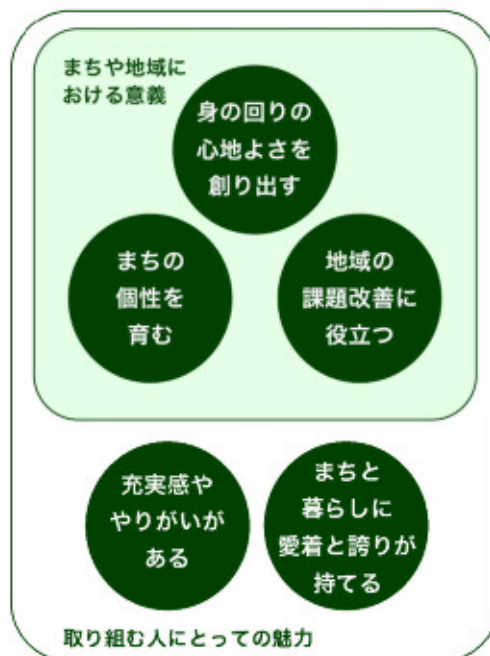 まちや地域に
おける意義
身の回りの
心地よさを
創り出す
まちの
個性を
育む
地域の
課題改善に
役立つ
充実感や
やりがいが
ある
まちと
暮らしに
愛着と誇りが
持てる
取り組む人にとっての魅力